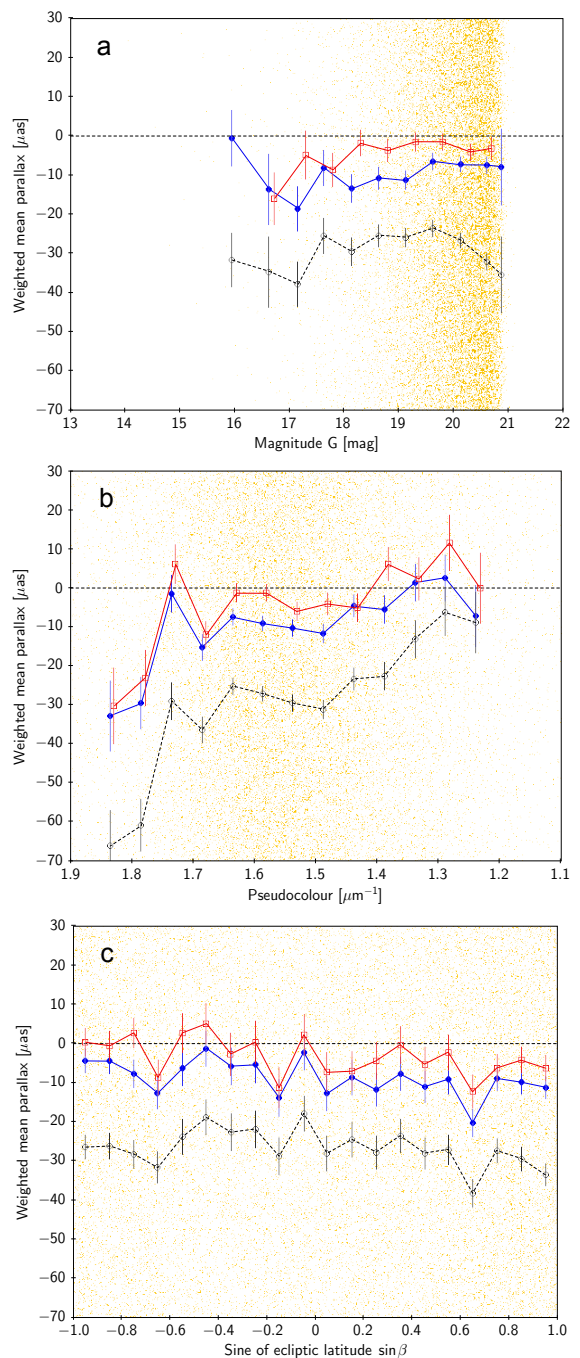 a
30
20
10
0
−10
−20
−30
−40
−50
−60
−70
Weighted mean parallax [μas]
13 14 15 16 17 18 19 20 21 22
Magnitude G [mag]
b
30
20
10
0
−10
−20
−30
−40
−50
−60
−70
Weighted mean parallax [μas]
1.9 1.8 1.7 1.6 1.5 1.4 1.3 1.2 1.1
Pseudocolour [μm⁻¹]
c
30
20
10
0
−10
−20
−30
−40
−50
−60
−70
Weighted mean parallax [μas]
−1.0 −0.8 −0.6 −0.4 −0.2 0 0.2 0.4 0.6 0.8 1.0
Sine of ecliptic latitude sin β